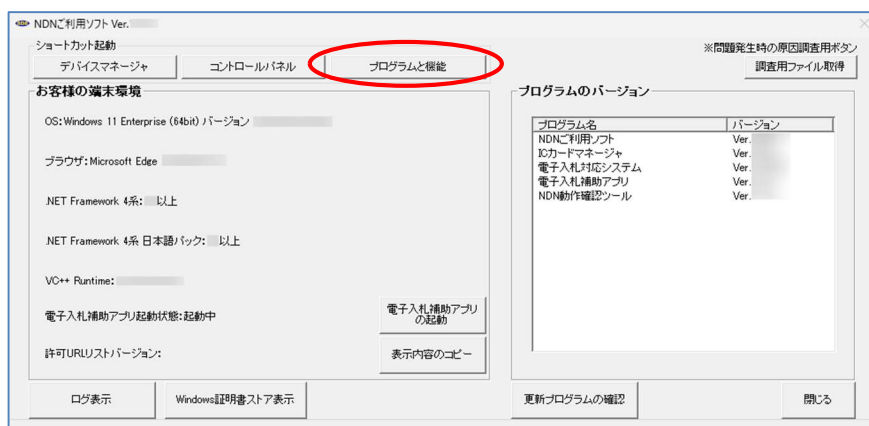 NDNご利用ソフト Ver.
ショートカット起動
※問題発生時の原因調査用ボタン
デバイスマネージャ
コントロールパネル
プログラムと機能
調査用ファイル取得
お客様の端末環境
プログラムのバージョン
OS:Windows 11 Enterprise (64bit) バージョン
プログラム名 バージョン
NDNご利用ソフト Ver.
ICカードマネージャ Ver.
電子入札対応システム Ver.
電子入札補助アプリ Ver.
NDN動作確認ツール Ver.
ブラウザ:Microsoft Edge
.NET Framework 4系: 以上
.NET Framework 4系 日本語パック: 以上
VC++ Runtime:
電子入札補助アプリ起動状態:起動中
電子入札補助アプリ
の起動
許可URLリストバージョン:
表示内容のコピー
ログ表示
Windows証明書ストア表示
更新プログラムの確認
閉じる